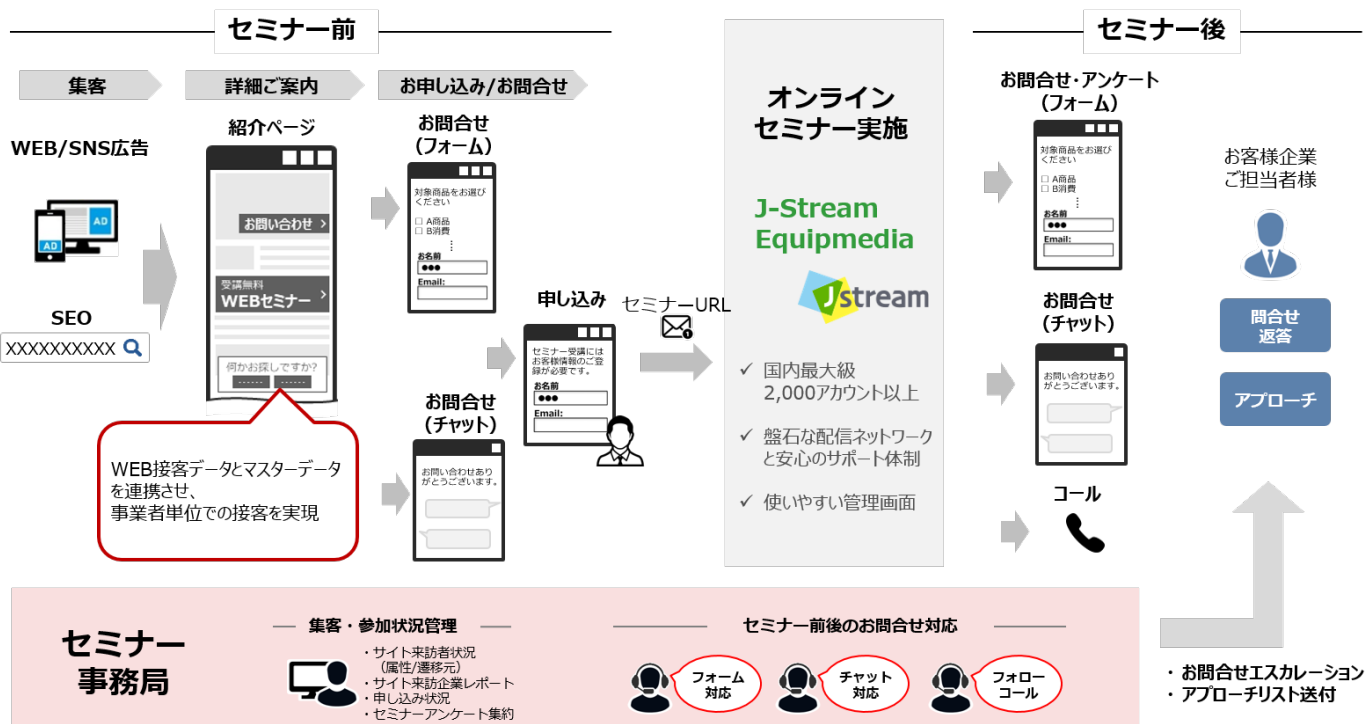 セミナー前
集客
詳細ご案内
お申し込み/お問合せ
WEB/SNS広告
AD
AD
SEO
XXXXXXXXXX
紹介ページ
お問い合わせ >
受講無料
WEBセミナー >
何かお探しですか?
WEB接客データとマスターデータ
を連携させ、
事業者単位での接客を実現
お問合せ
(フォーム)
対象商品をお選び
ください
□ A商品
□ B消費
⋮
お名前
●●●
Email:
お問合せ
(チャット)
お問い合わせあり
がとうございます。
申し込み
セミナー受講には
お客様情報のご登
録が必要です。
お名前
●●●
Email:
セミナーURL
オンライン
セミナー実施
J-Stream
Equipmedia
Jstream
✓ 国内最大級
2,000アカウント以上
✓ 盤石な配信ネットワーク
と安心のサポート体制
✓ 使いやすい管理画面
セミナー後
お問合せ・アンケート
(フォーム)
対象商品をお選び
ください
□ A商品
□ B消費
⋮
お名前
●●●
Email:
お問合せ
(チャット)
お問い合わせあり
がとうございます。
コール
お客様企業
ご担当者様
問合せ
返答
アプローチ
・お問合せエスカレーション
・アプローチリスト送付
セミナー
事務局
集客・参加状況管理
・サイト来訪者状況
(属性/遷移元)
・サイト来訪企業レポート
・申し込み状況
・セミナーアンケート集約
セミナー前後のお問合せ対応
フォーム
対応
チャット
対応
フォロー
コール